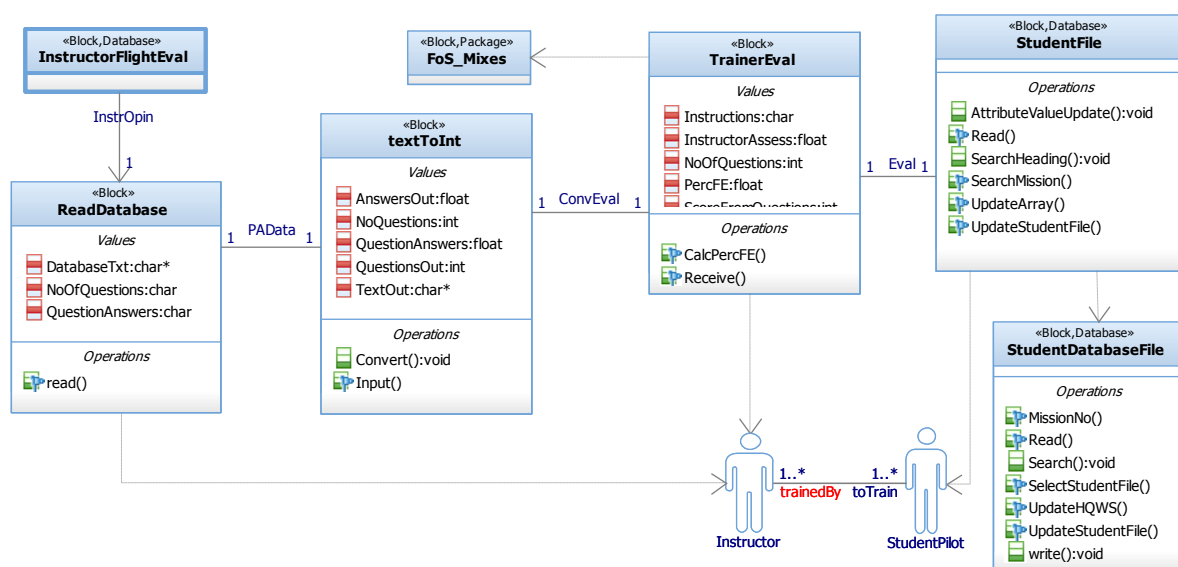 «Block,Database»
InstructorFlightEval
InstrOpin
1
«Block»
ReadDatabase
Values
DatabaseTxt:char*
NoOfQuestions:char
QuestionAnswers:char
Operations
read()
1 PAData 1
«Block»
textToInt
Values
AnswersOut:float
NoQuestions:int
QuestionAnswers:float
QuestionsOut:int
TextOut:char*
Operations
Convert():void
Input()
1 ConvEval 1
«Block,Package»
FoS_Mixes
«Block»
TrainerEval
Values
Instructions:char
InstructorAssess:float
NoOfQuestions:int
PercFE:float
ScoreFromQuestions:int
Operations
CalcPercFE()
Receive()
1 Eval 1
«Block,Database»
StudentFile
Operations
AttributeValueUpdate():void
Read()
SearchHeading():void
SearchMission()
UpdateArray()
UpdateStudentFile()
«Block,Database»
StudentDatabaseFile
Operations
MissionNo()
Read()
Search():void
SelectStudentFile()
UpdateHQWS()
UpdateStudentFile()
write():void
1..* 1..*
trainedBy toTrain
Instructor
StudentPilot